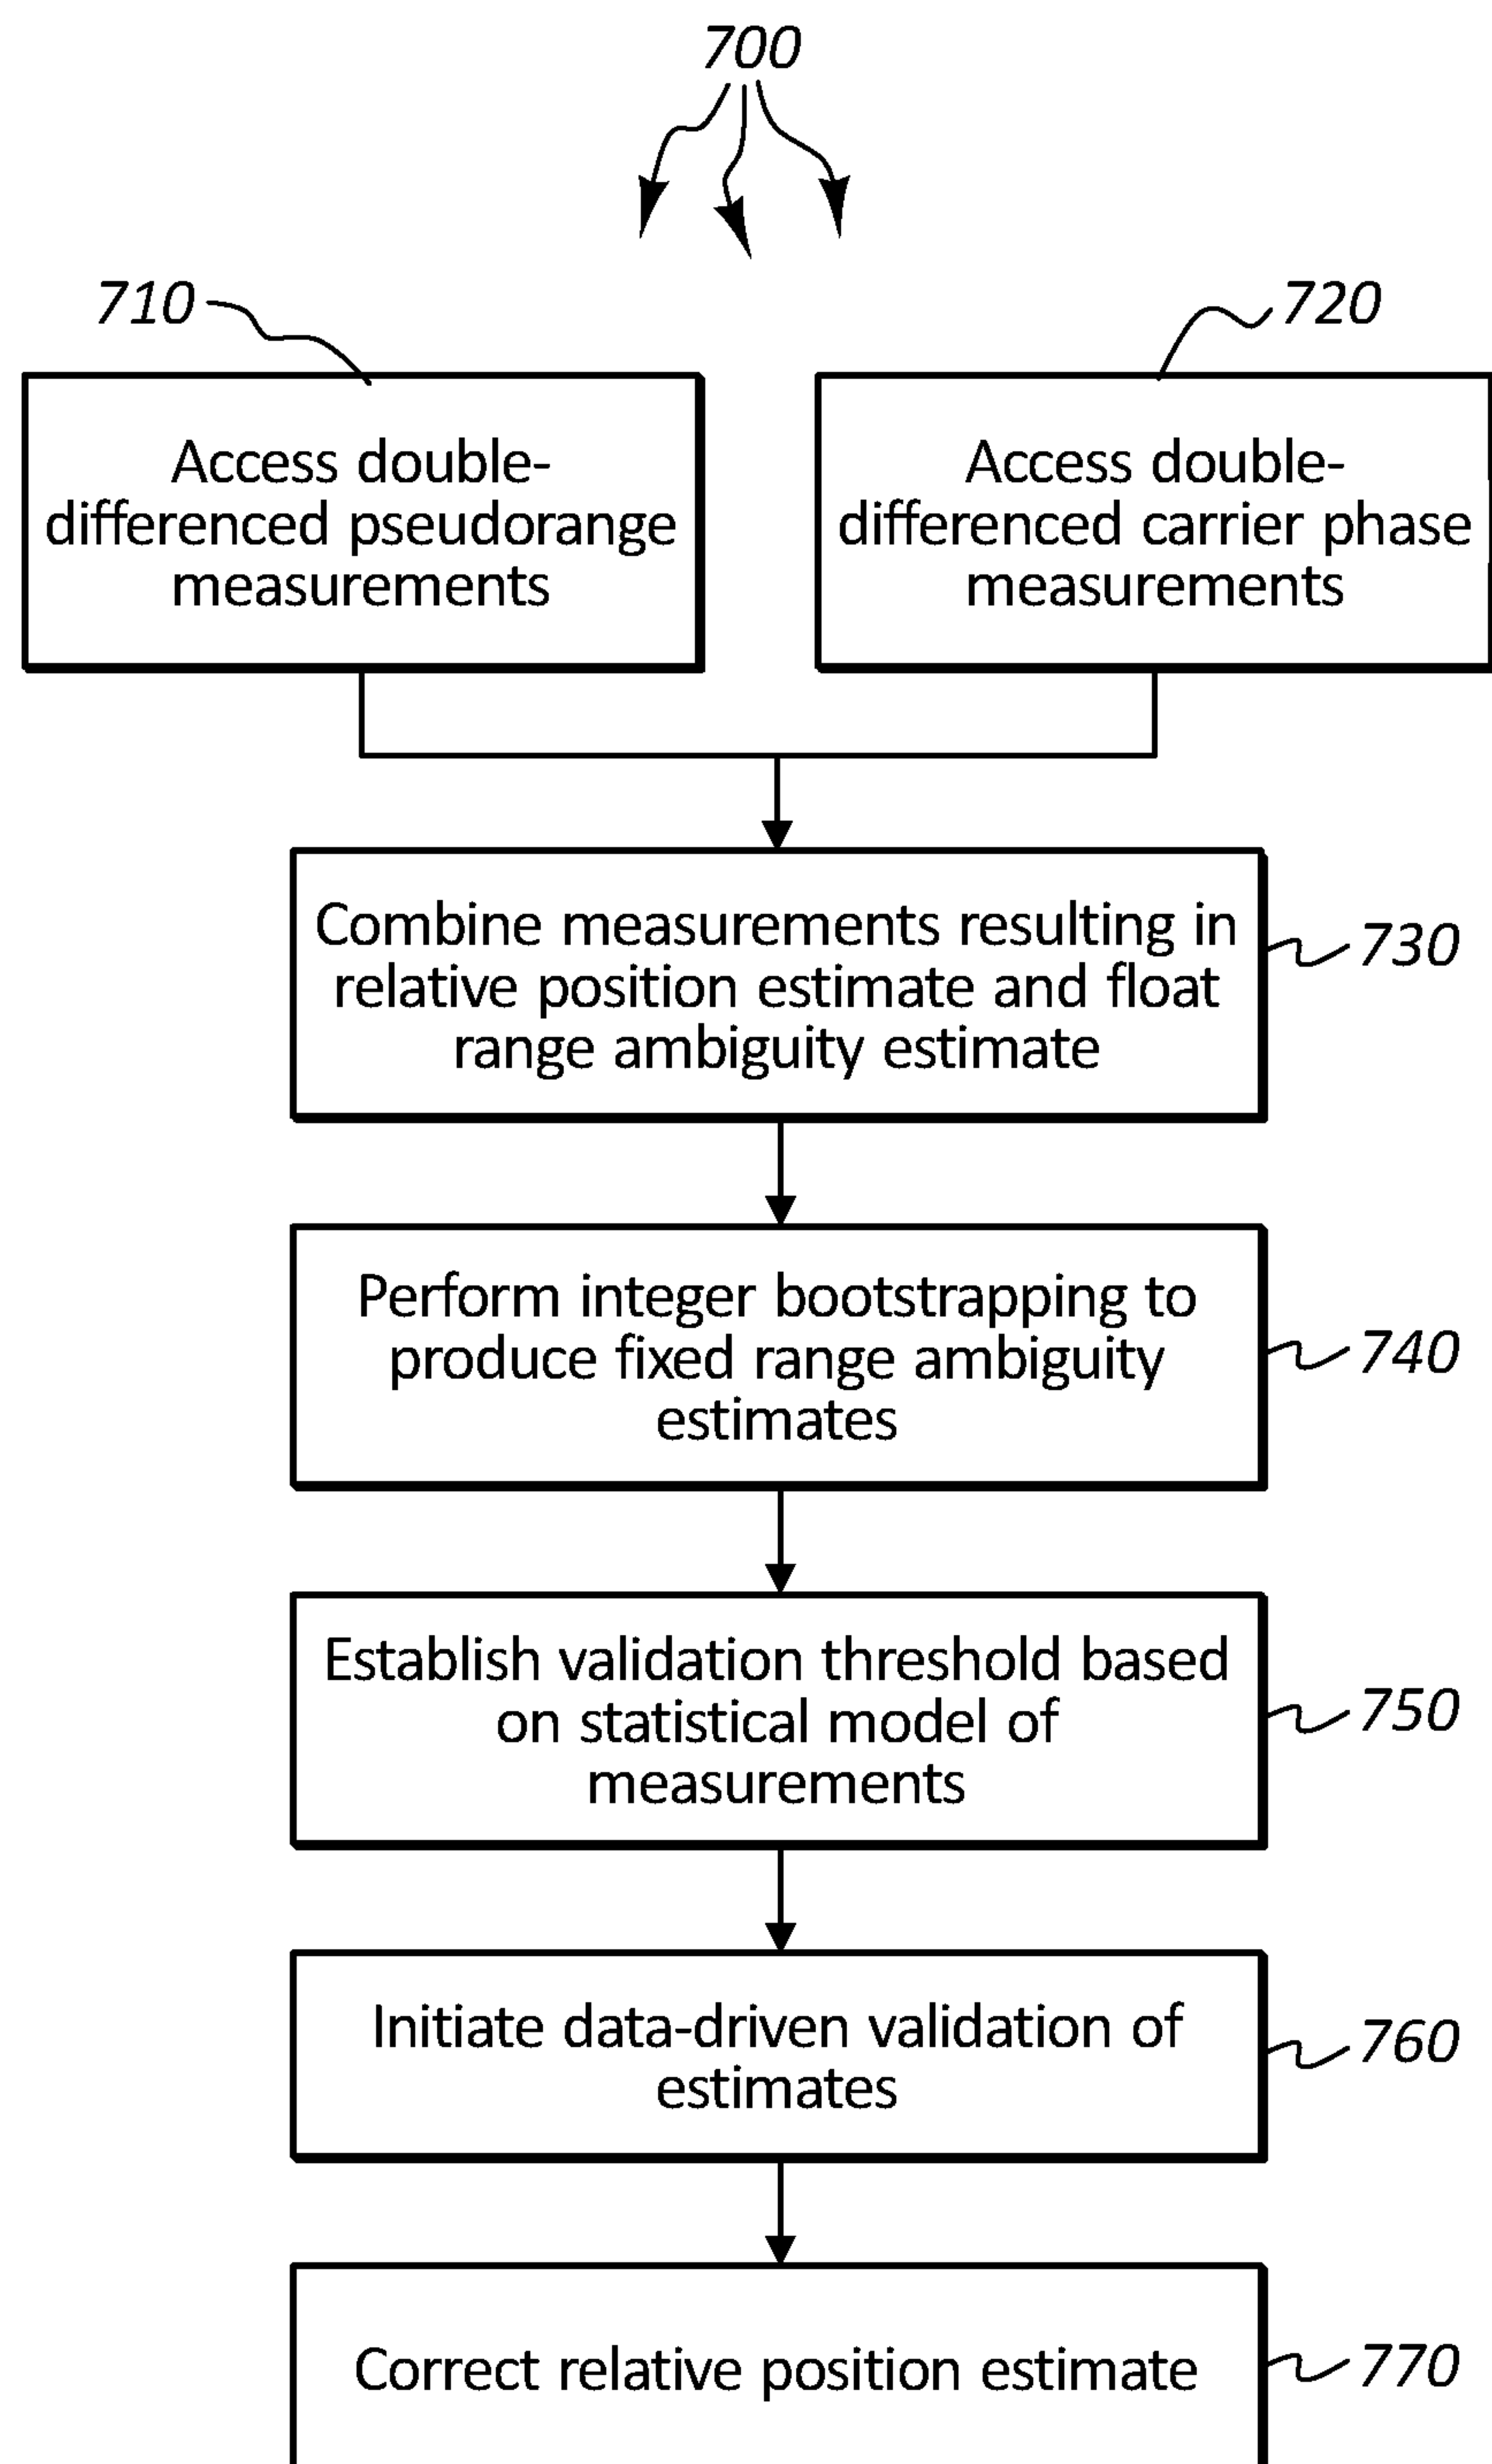 700
710
720
Access double-
differenced pseudorange
measurements
Access double-
differenced carrier phase
measurements
Combine measurements resulting in
relative position estimate and float
range ambiguity estimate
730
Perform integer bootstrapping to
produce fixed range ambiguity
estimates
740
Establish validation threshold based
on statistical model of
measurements
750
Initiate data-driven validation of
estimates
760
Correct relative position estimate
770